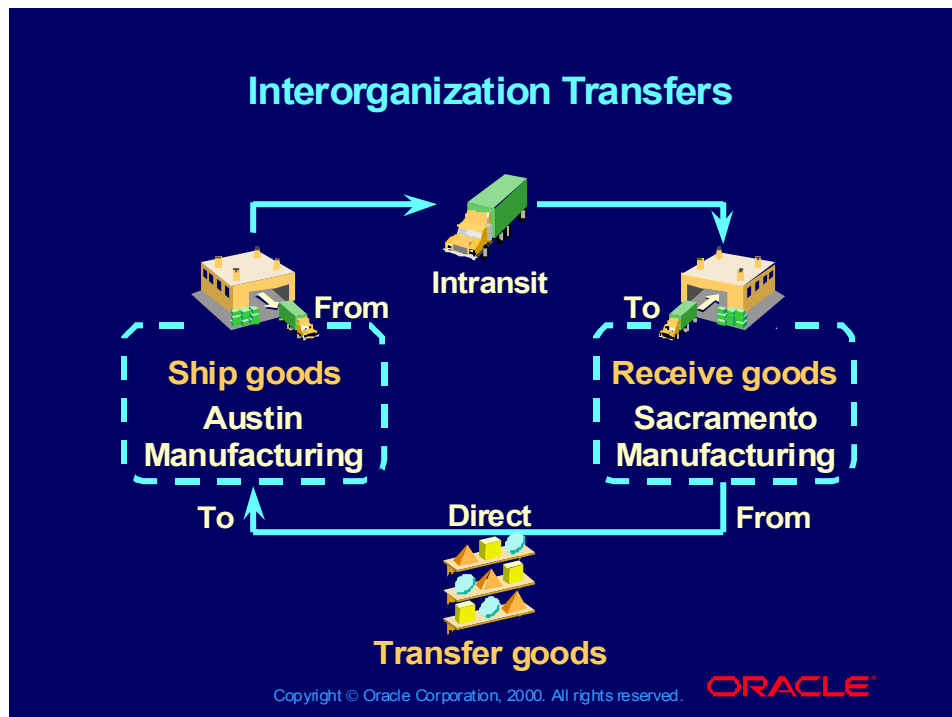 Interorganization Transfers
Intransit
From
To
Ship goods
Austin
Manufacturing
Receive goods
Sacramento
Manufacturing
To
Direct
From
Transfer goods
Copyright © Oracle Corporation, 2000. All rights reserved.
ORACLE®